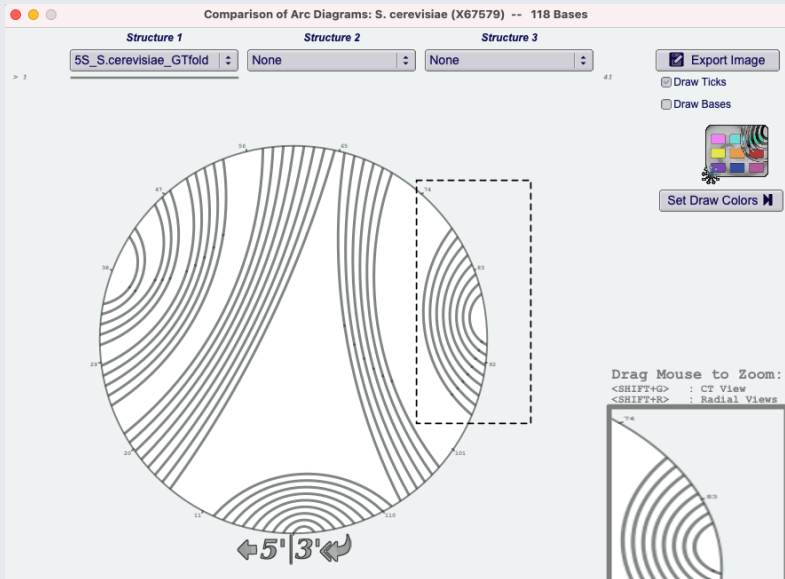 Comparison of Arc Diagrams: S. cerevisiae (X67579) -- 118 Bases
Structure 1
Structure 2
Structure 3
5S_S.cerevisiae_GTfold
None
None
Export Image
> 1
41
Draw Ticks
Draw Bases
Set Draw Colors
56
65
47
74
38
83
29
92
20
101
11
110
5' 3'
Drag Mouse to Zoom:
<SHIFT+G> : CT View
<SHIFT+R> : Radial Views
74
83